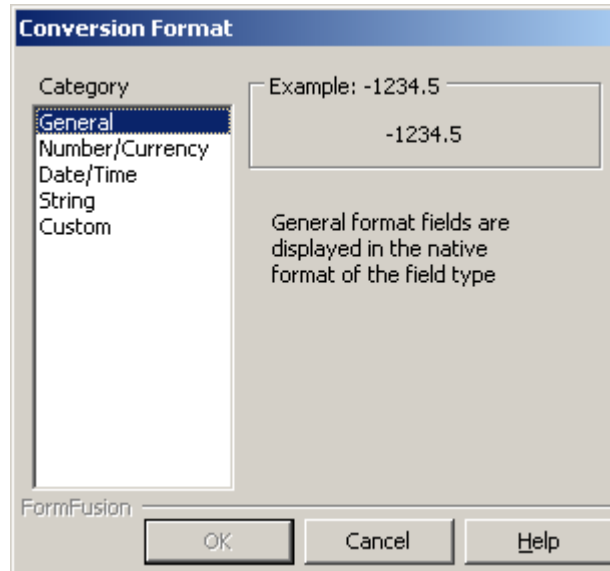 Conversion Format
Category
General
Number/Currency
Date/Time
String
Custom
Example: -1234.5
-1234.5
General format fields are
displayed in the native
format of the field type
FormFusion
OK
Cancel
Help